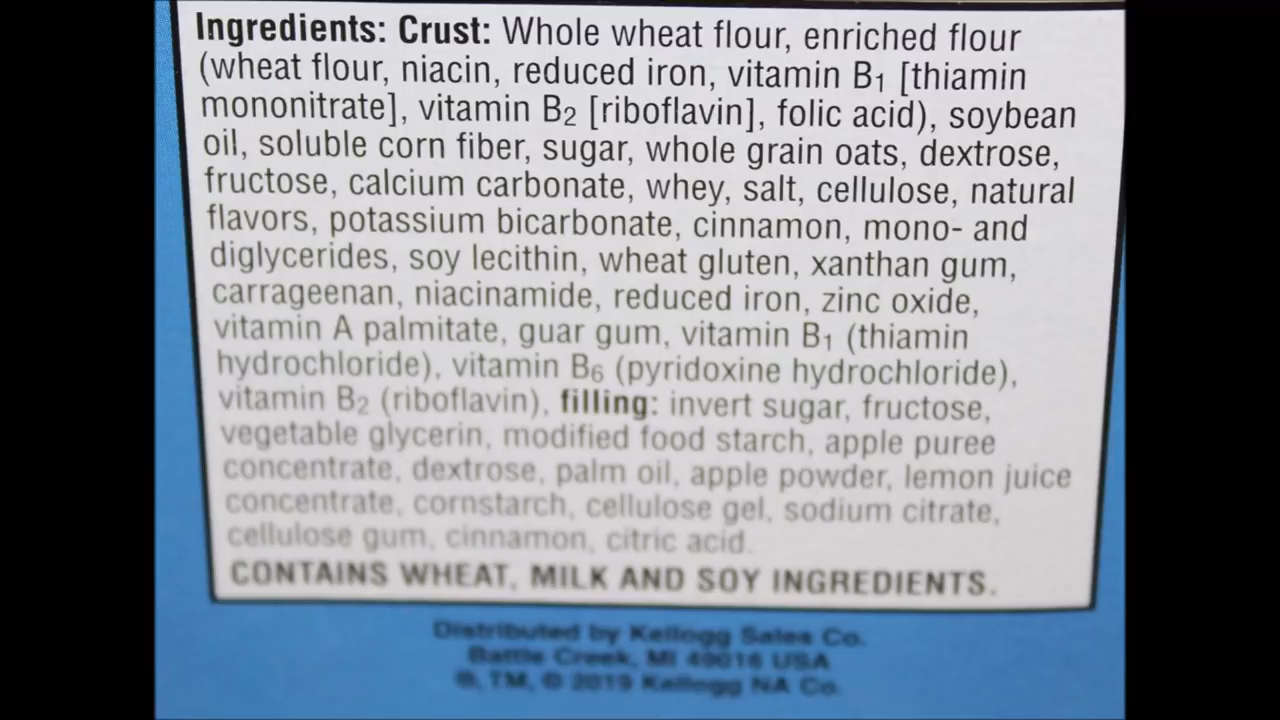 Ingredients: Crust: Whole wheat flour, enriched flour
(wheat flour, niacin, reduced iron, vitamin B1 [thiamin
mononitrate], vitamin B2 [riboflavin], folic acid), soybean
oil, soluble corn fiber, sugar, whole grain oats, dextrose,
fructose, calcium carbonate, whey, salt, cellulose, natural
flavors, potassium bicarbonate, cinnamon, mono- and
diglycerides, soy lecithin, wheat gluten, xanthan gum,
carrageenan, niacinamide, reduced iron, zinc oxide,
vitamin A palmitate, guar gum, vitamin B1 (thiamin
hydrochloride), vitamin B6 (pyridoxine hydrochloride),
vitamin B2 (riboflavin), filling: invert sugar, fructose,
vegetable glycerin, modified food starch, apple puree
concentrate, dextrose, palm oil, apple powder, lemon juice
concentrate, cornstarch, cellulose gel, sodium citrate,
cellulose gum, cinnamon, citric acid.
CONTAINS WHEAT, MILK AND SOY INGREDIENTS.
Distributed by Kellogg Sales Co.
Battle Creek, MI 49016 USA
®, TM, © 2019 Kellogg NA Co.